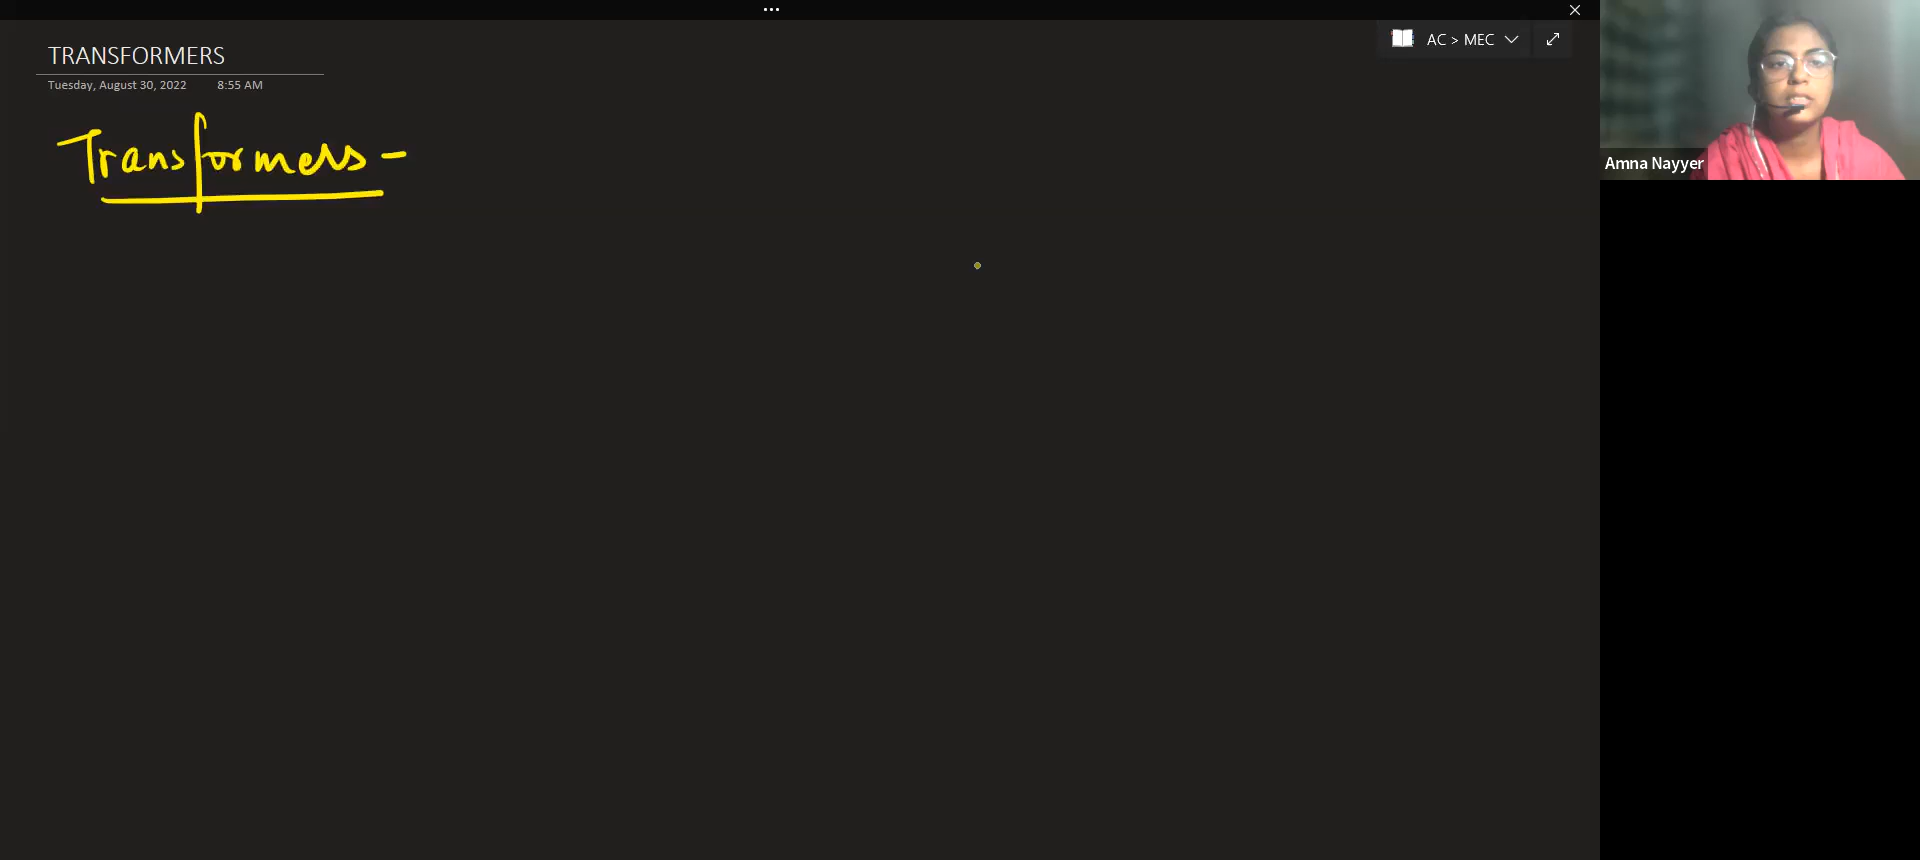 TRANSFORMERS
AC > MEC
Tuesday, August 30, 2022 8:55 AM
Transformers -
Amna Nayyer